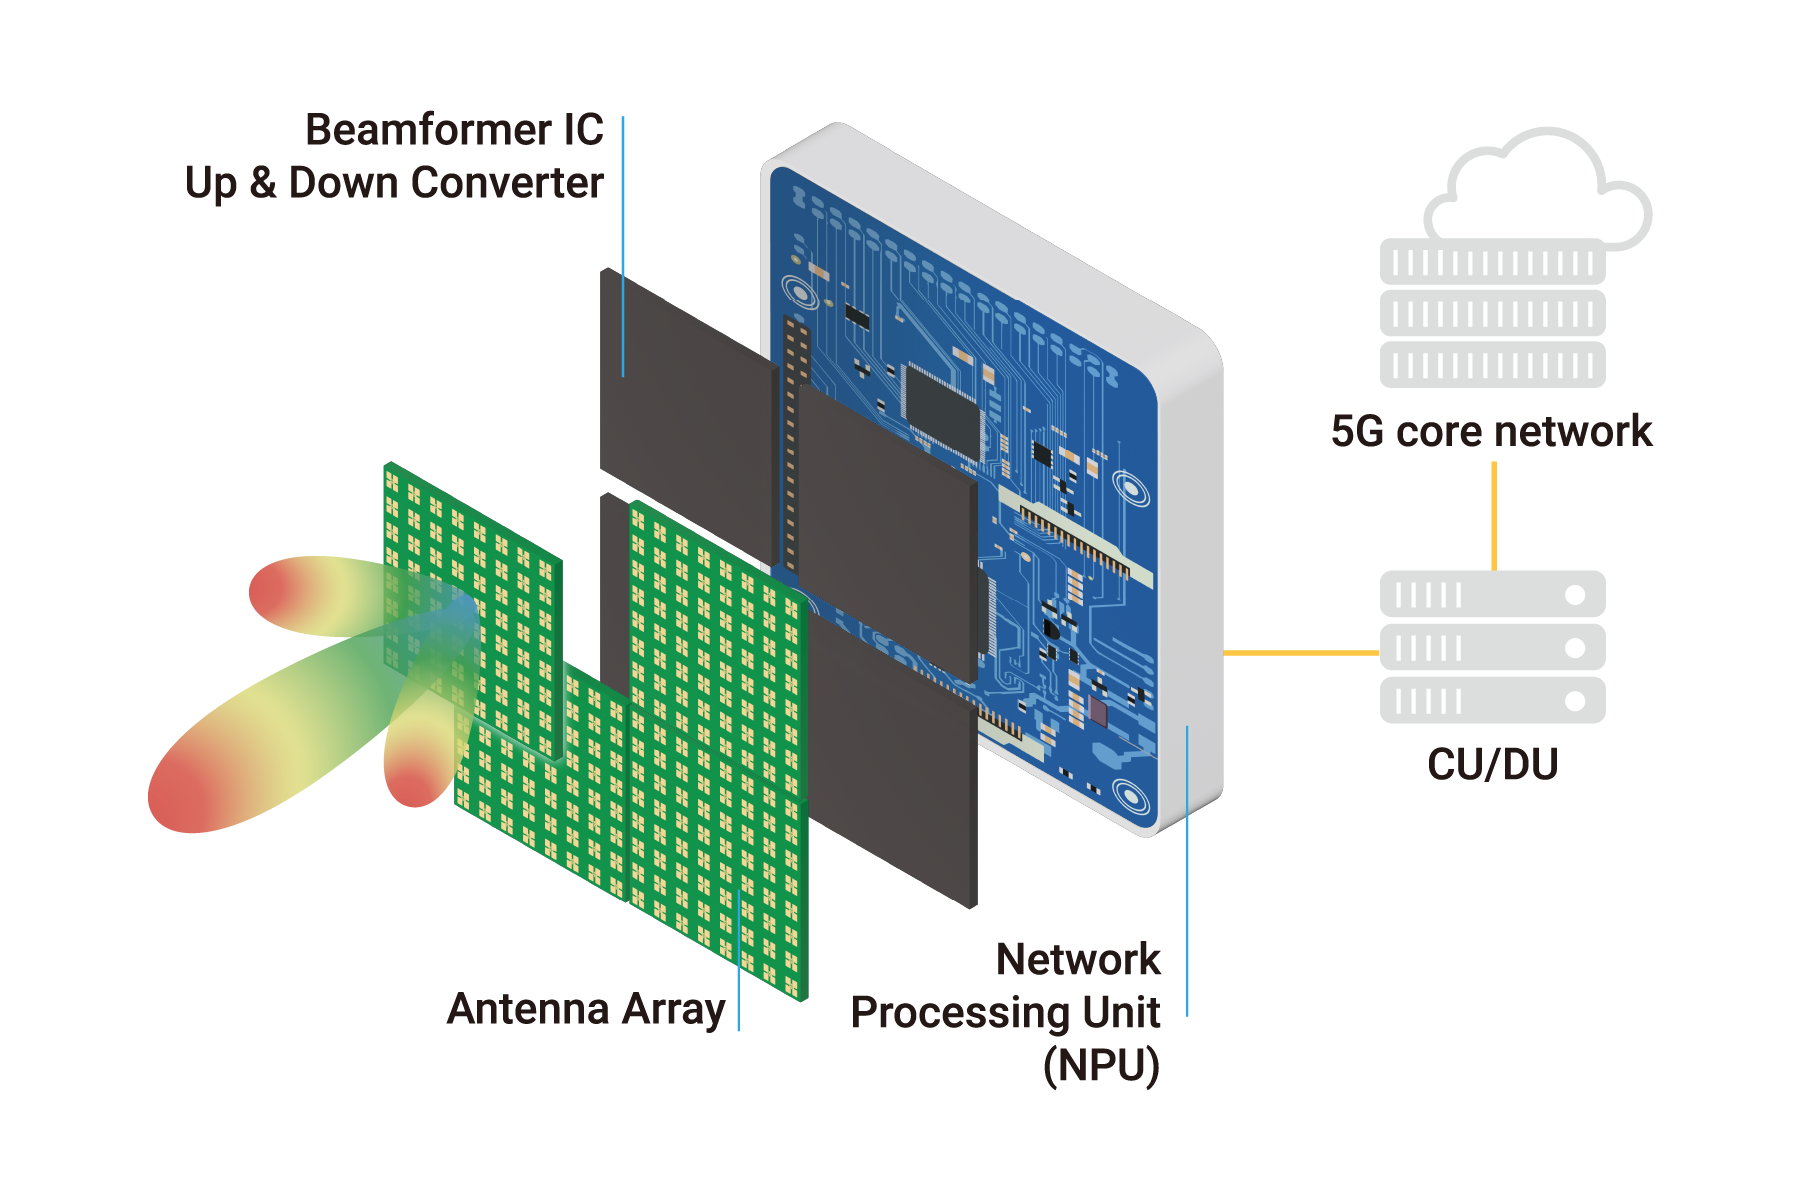 Beamformer IC
Up & Down Converter
5G core network
CU/DU
Antenna Array
Network
Processing Unit
(NPU)